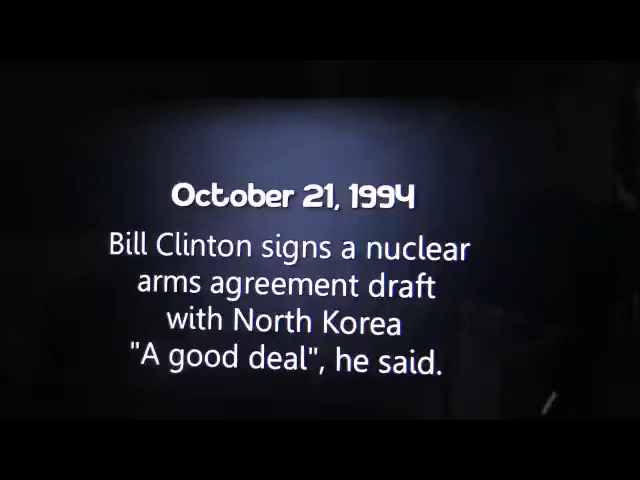 October 21, 1994
Bill Clinton signs a nuclear
arms agreement draft
with North Korea
"A good deal", he said.